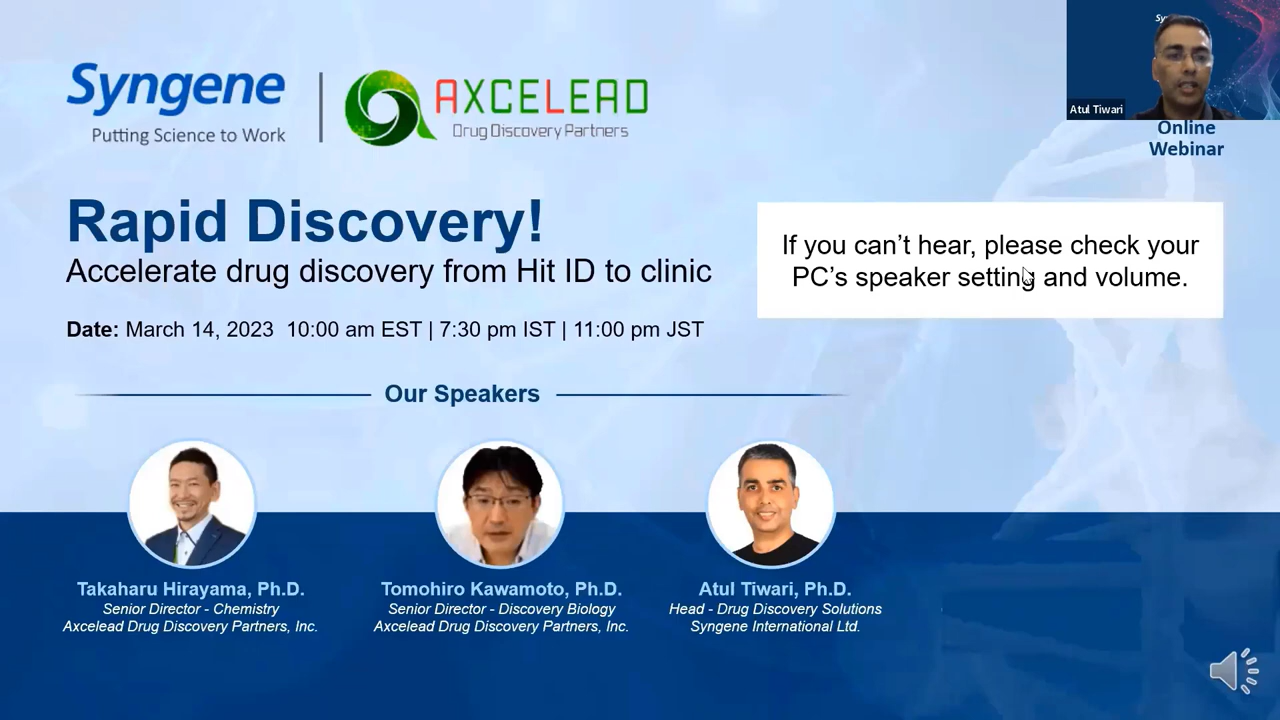 Syngene
Putting Science to Work
AXCELEAD
Drug Discovery Partners
Sy
Atul Tiwari
Online
Webinar
Rapid Discovery!
Accelerate drug discovery from Hit ID to clinic
If you can’t hear, please check your
PC’s speaker setting and volume.
Date: March 14, 2023 10:00 am EST | 7:30 pm IST | 11:00 pm JST
Our Speakers
Takaharu Hirayama, Ph.D.
Senior Director - Chemistry
Axcelead Drug Discovery Partners, Inc.
Tomohiro Kawamoto, Ph.D.
Senior Director - Discovery Biology
Axcelead Drug Discovery Partners, Inc.
Atul Tiwari, Ph.D.
Head - Drug Discovery Solutions
Syngene International Ltd.